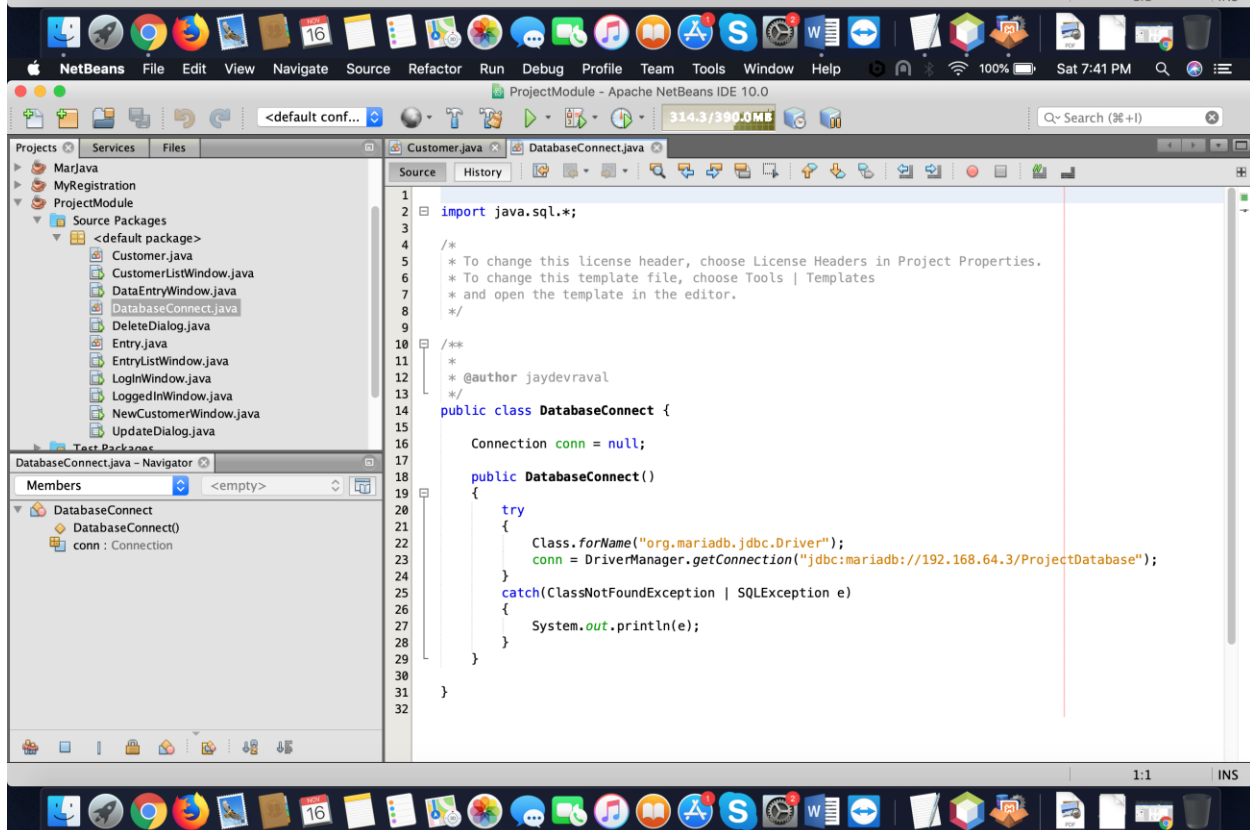 INS
NOV
16
W
PDF
NetBeans File Edit View Navigate Source Refactor Run Debug Profile Team Tools Window Help 100% Sat 7:41 PM
ProjectModule - Apache NetBeans IDE 10.0
<default conf... 314.3/390.0MB Search (⌘+I)
Projects Services Files
Customer.java DatabaseConnect.java
MarJava
MyRegistration
ProjectModule
Source Packages
<default package>
Customer.java
CustomerListWindow.java
DataEntryWindow.java
DatabaseConnect.java
DeleteDialog.java
Entry.java
EntryListWindow.java
LogInWindow.java
LoggedInWindow.java
NewCustomerWindow.java
UpdateDialog.java
Test Packages
DatabaseConnect.java - Navigator
Members <empty>
DatabaseConnect
DatabaseConnect()
conn : Connection
Source History
1
2 import java.sql.*;
3
4 /*
5 * To change this license header, choose License Headers in Project Properties.
6 * To change this template file, choose Tools | Templates
7 * and open the template in the editor.
8 */
9
10 /**
11 *
12 * @author jaydevraval
13 */
14 public class DatabaseConnect {
15
16 Connection conn = null;
17
18 public DatabaseConnect()
19 {
20 try
21 {
22 Class.forName("org.mariadb.jdbc.Driver");
23 conn = DriverManager.getConnection("jdbc:mariadb://192.168.64.3/ProjectDatabase");
24 }
25 catch(ClassNotFoundException | SQLException e)
26 {
27 System.out.println(e);
28 }
29 }
30
31 }
32
1:1 INS
NOV
16
W
PDF